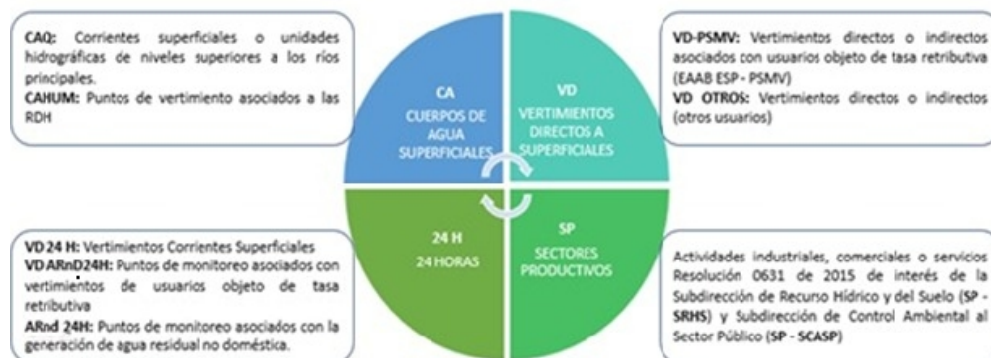 CAQ: Corrientes superficiales o unidades
hidrográficas de niveles superiores a los ríos
principales.
CAHUM: Puntos de vertimiento asociados a las
RDH
CA
CUERPOS DE
AGUA
SUPERFICIALES
VD
VERTIMIENTOS
DIRECTOS A
SUPERFICIALES
VD-PSMV: Vertimientos directos o indirectos
asociados con usuarios objeto de tasa retributiva
(EAAB ESP - PSMV)
VD OTROS: Vertimientos directos o indirectos
(otros usuarios)
VD 24 H: Vertimientos Corrientes Superficiales
VD ARnD24H: Puntos de monitoreo asociados con
vertimientos de usuarios objeto de tasa
retributiva
ARnd 24H: Puntos de monitoreo asociados con la
generación de agua residual no doméstica.
24 H
24 HORAS
SP
SECTORES
PRODUCTIVOS
Actividades industriales, comerciales o servicios
Resolución 0631 de 2015 de interés de la
Subdirección de Recurso Hídrico y del Suelo (SP -
SRHS) y Subdirección de Control Ambiental al
Sector Público (SP - SCASP)